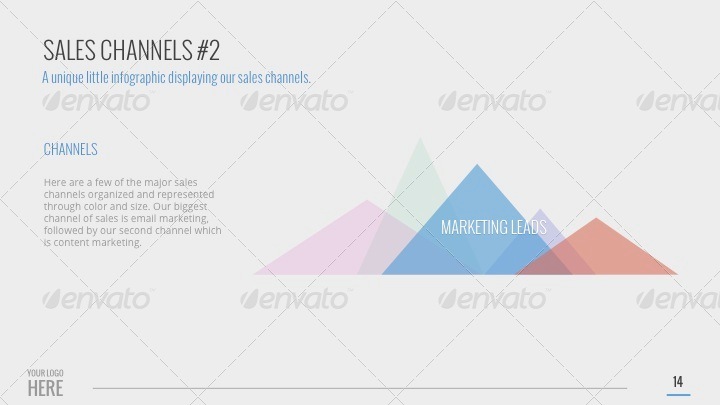 SALES CHANNELS #2
A unique little infographic displaying our sales channels.
envato envato envato envato
CHANNELS
Here are a few of the major sales
channels organized and represented
through color and size. Our biggest
channel of sales is email marketing,
followed by our second channel which
is content marketing.
MARKETING LEADS
envato envato envato envato
YOUR LOGO
HERE
14